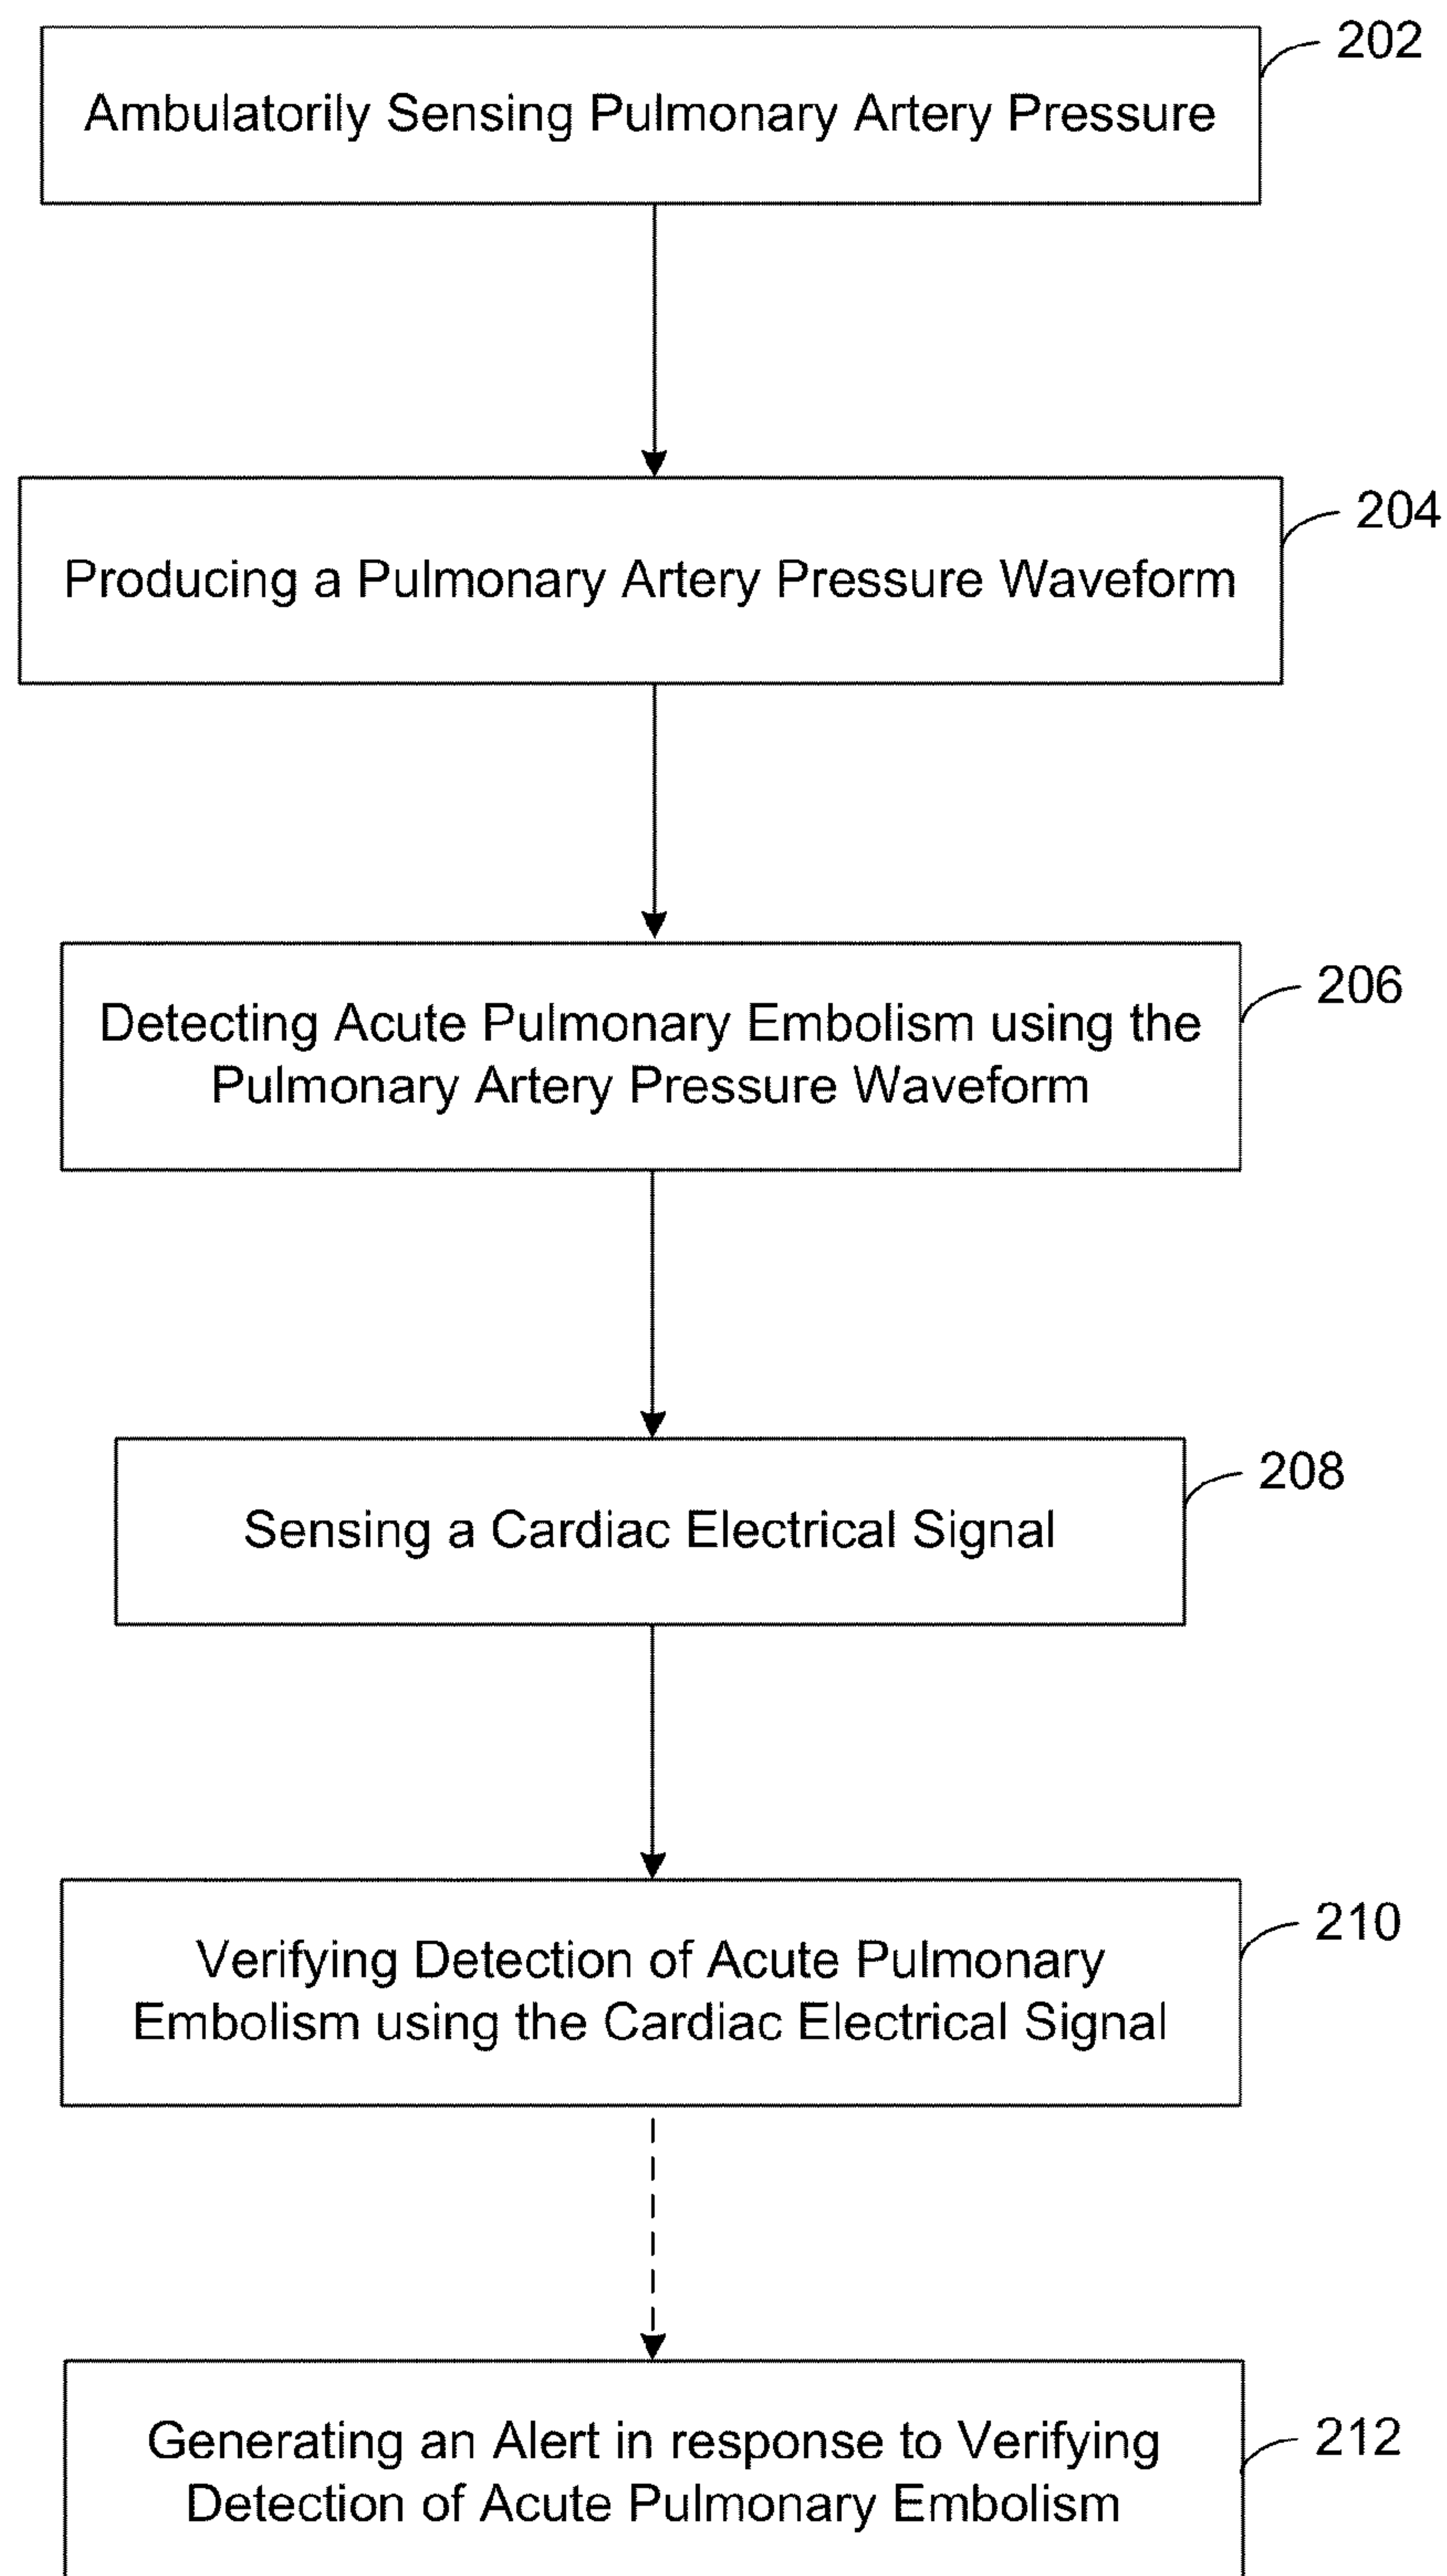 202
Ambulatorily Sensing Pulmonary Artery Pressure
204
Producing a Pulmonary Artery Pressure Waveform
206
Detecting Acute Pulmonary Embolism using the
Pulmonary Artery Pressure Waveform
208
Sensing a Cardiac Electrical Signal
210
Verifying Detection of Acute Pulmonary
Embolism using the Cardiac Electrical Signal
212
Generating an Alert in response to Verifying
Detection of Acute Pulmonary Embolism